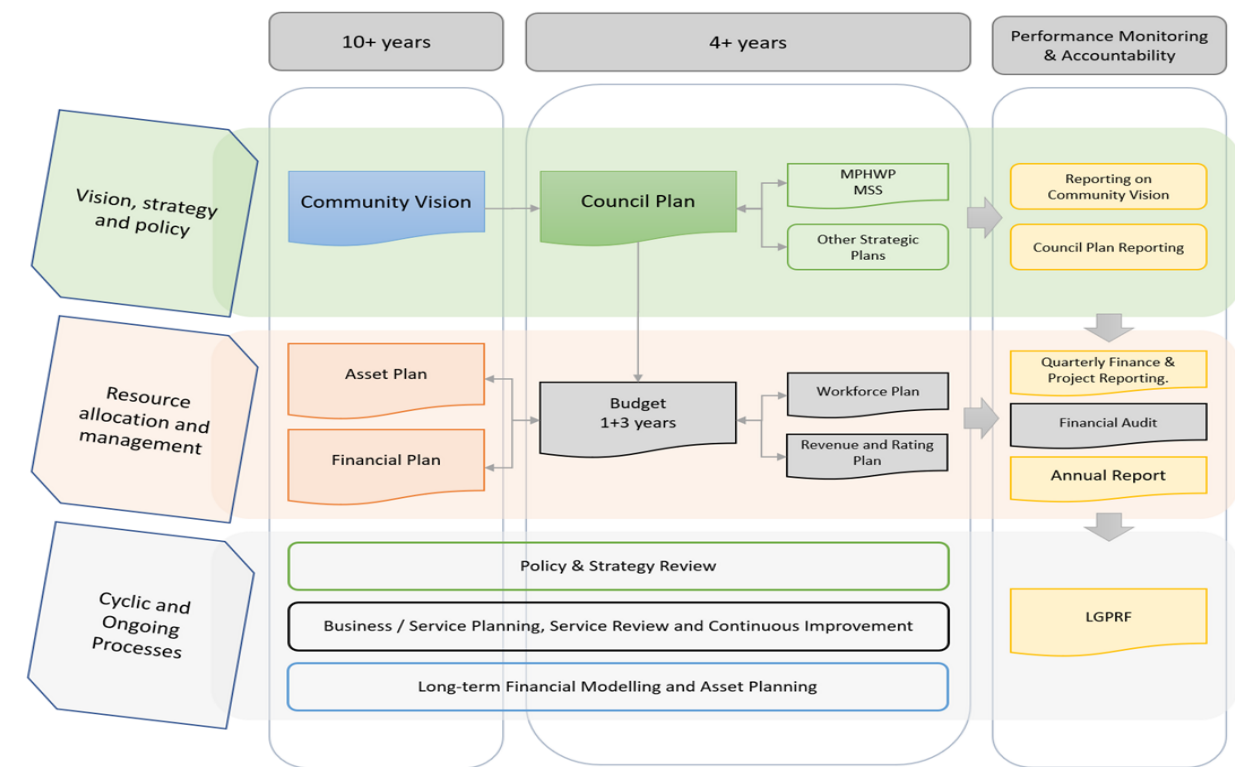 10+ years
4+ years
Performance Monitoring
& Accountability
Vision, strategy
and policy
Community Vision
Council Plan
MPHWP
MSS
Other Strategic
Plans
Reporting on
Community Vision
Council Plan Reporting
Resource
allocation and
management
Asset Plan
Financial Plan
Budget
1+3 years
Workforce Plan
Revenue and Rating
Plan
Quarterly Finance &
Project Reporting.
Financial Audit
Annual Report
Cyclic and
Ongoing
Processes
Policy & Strategy Review
Business / Service Planning, Service Review and Continuous Improvement
Long-term Financial Modelling and Asset Planning
LGPRF